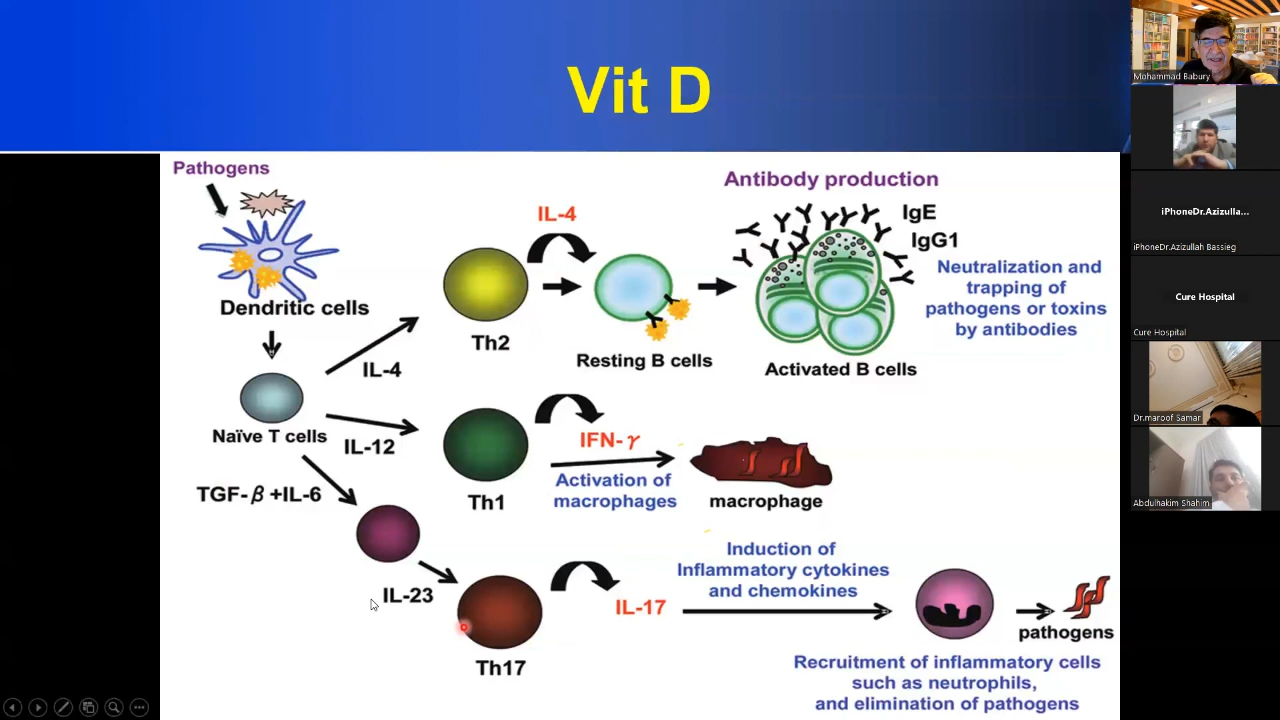 Vit D
Pathogens
Dendritic cells
Naïve T cells
IL-4
IL-12
TGF-β +IL-6
IL-23
Th2
IL-4
Resting B cells
Antibody production
IgE
IgG1
Activated B cells
Neutralization and
trapping of
pathogens or toxins
by antibodies
Th1
IFN-γ
Activation of
macrophages
macrophage
Th17
IL-17
Induction of
Inflammatory cytokines
and chemokines
pathogens
Recruitment of inflammatory cells
such as neutrophils,
and elimination of pathogens
Mohammad Babury
iPhoneDr.Azizulla...
iPhoneDr.Azizullah Bassieg
Cure Hospital
Cure Hospital
Dr.maroof Samar
Abdulhakim Shahim